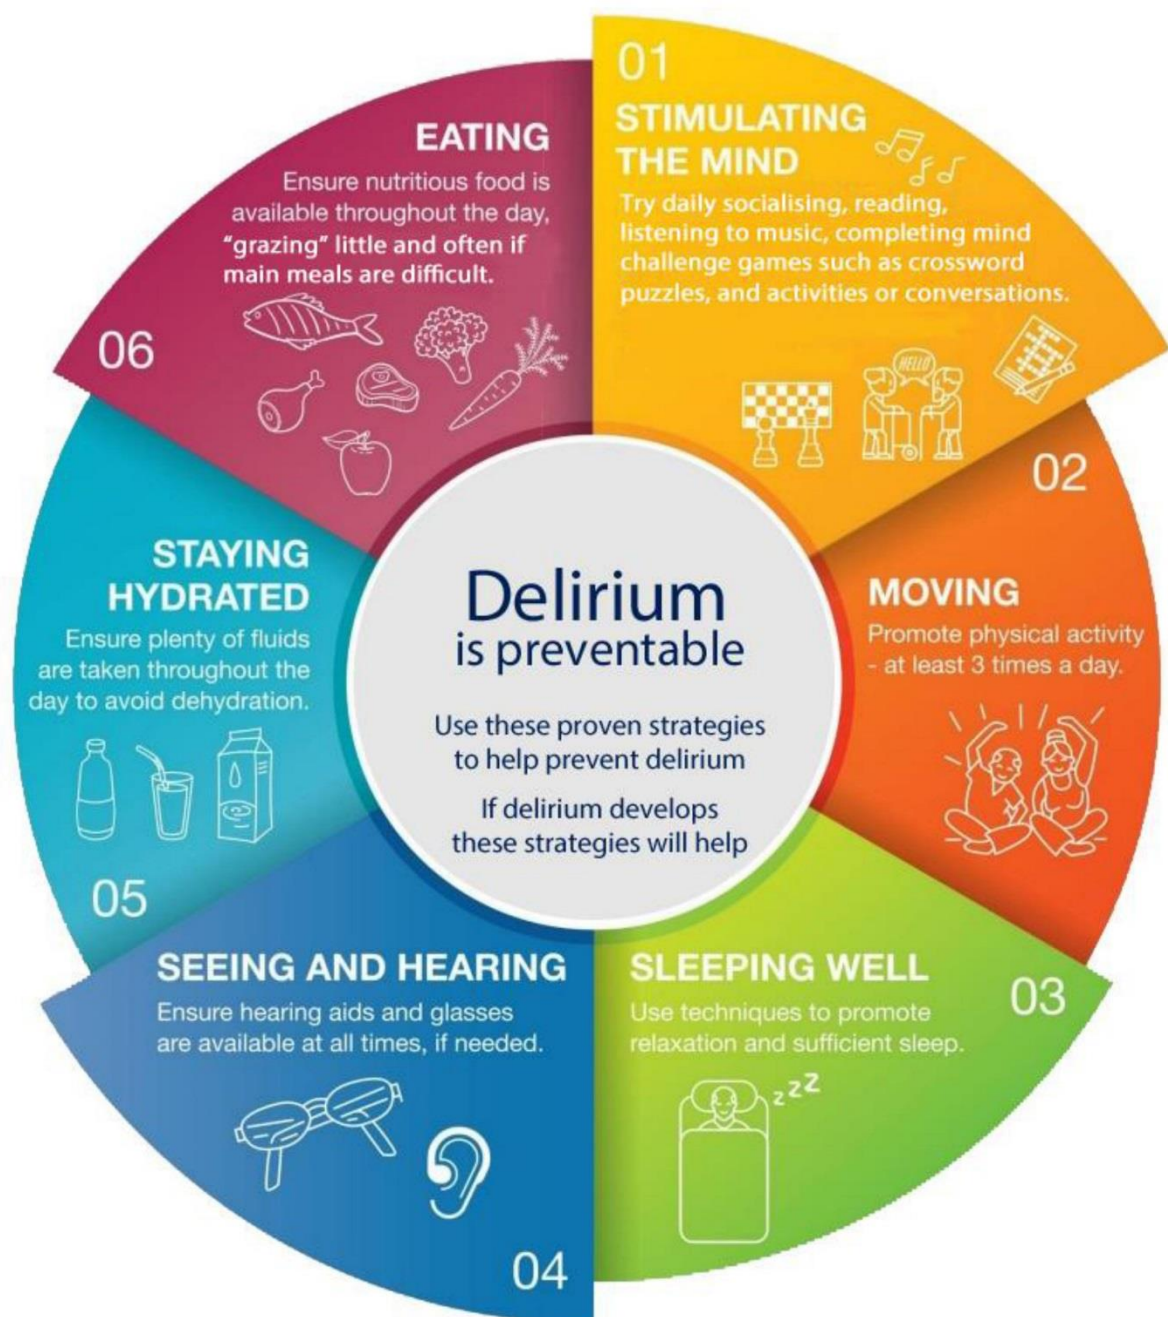 01
STIMULATING
THE MIND
Try daily socialising, reading,
listening to music, completing mind
challenge games such as crossword
puzzles, and activities or conversations.
HELLO
02
MOVING
Promote physical activity
- at least 3 times a day.
03
SLEEPING WELL
Use techniques to promote
relaxation and sufficient sleep.
zzz
04
SEEING AND HEARING
Ensure hearing aids and glasses
are available at all times, if needed.
05
STAYING
HYDRATED
Ensure plenty of fluids
are taken throughout the
day to avoid dehydration.
06
EATING
Ensure nutritious food is
available throughout the day,
“grazing” little and often if
main meals are difficult.
Delirium
is preventable
Use these proven strategies
to help prevent delirium
If delirium develops
these strategies will help